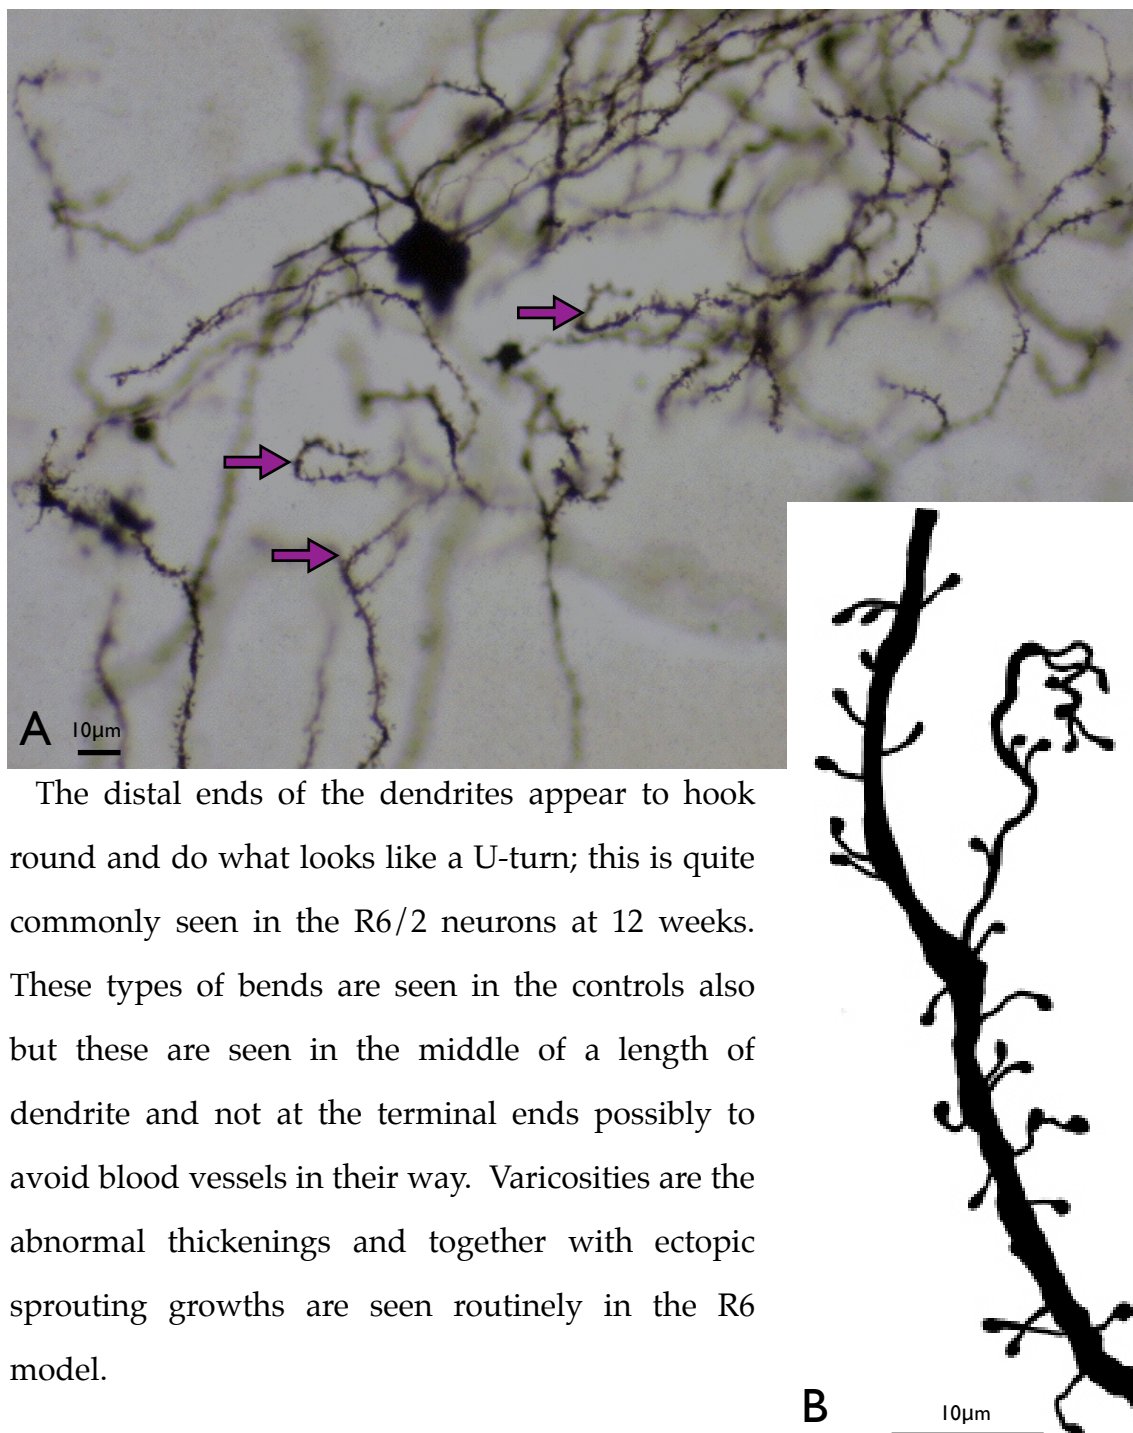 A 10µm
The distal ends of the dendrites appear to hook
round and do what looks like a U-turn; this is quite
commonly seen in the R6/2 neurons at 12 weeks.
These types of bends are seen in the controls also
but these are seen in the middle of a length of
dendrite and not at the terminal ends possibly to
avoid blood vessels in their way. Varicosities are the
abnormal thickenings and together with ectopic
sprouting growths are seen routinely in the R6
model.
B 10µm